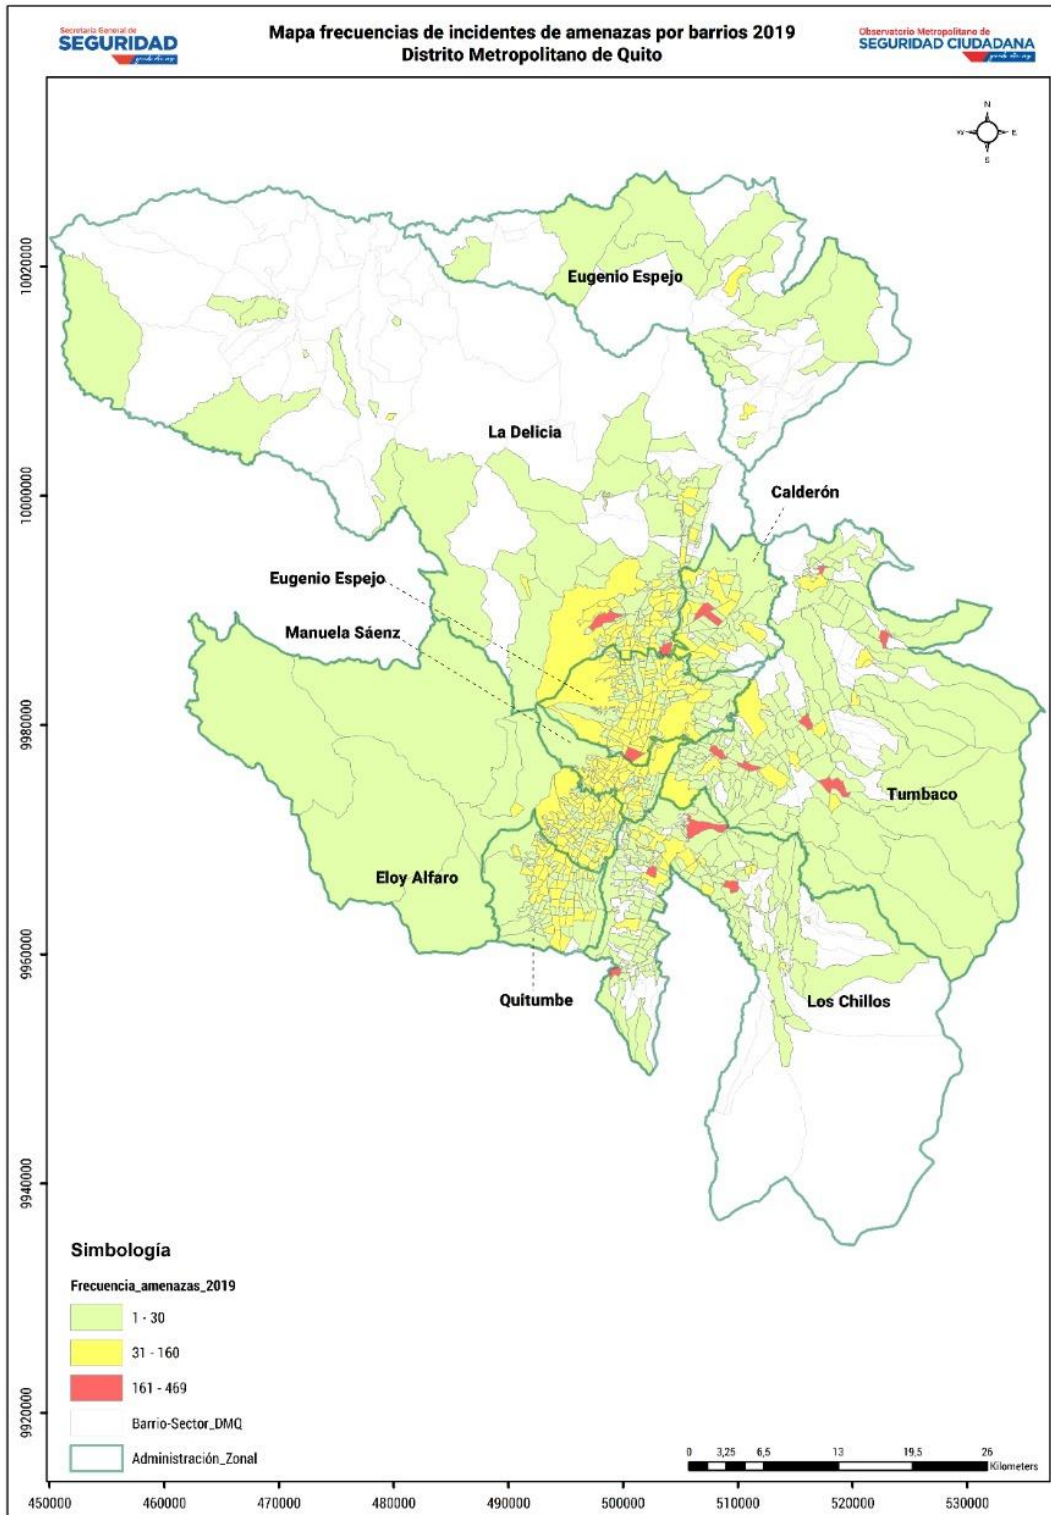 Secretaría General de
SEGURIDAD
Mapa frecuencias de incidentes de amenazas por barrios 2019
Distrito Metropolitano de Quito
Observatorio Metropolitano de
SEGURIDAD CIUDADANA
N
W E
S
Eugenio Espejo
La Delicia
Calderón
Eugenio Espejo
Manuela Sáenz
Tumbaco
Eloy Alfaro
Quitumbe
Los Chillos
10020000
10000000
9980000
9960000
9940000
9920000
Simbología
Frecuencia_amenazas_2019
1 - 30
31 - 160
161 - 469
Barrio-Sector_DMQ
Administración_Zonal
0 3,25 6,5 13 19,5 26
Kilometers
450000 460000 470000 480000 490000 500000 510000 520000 530000